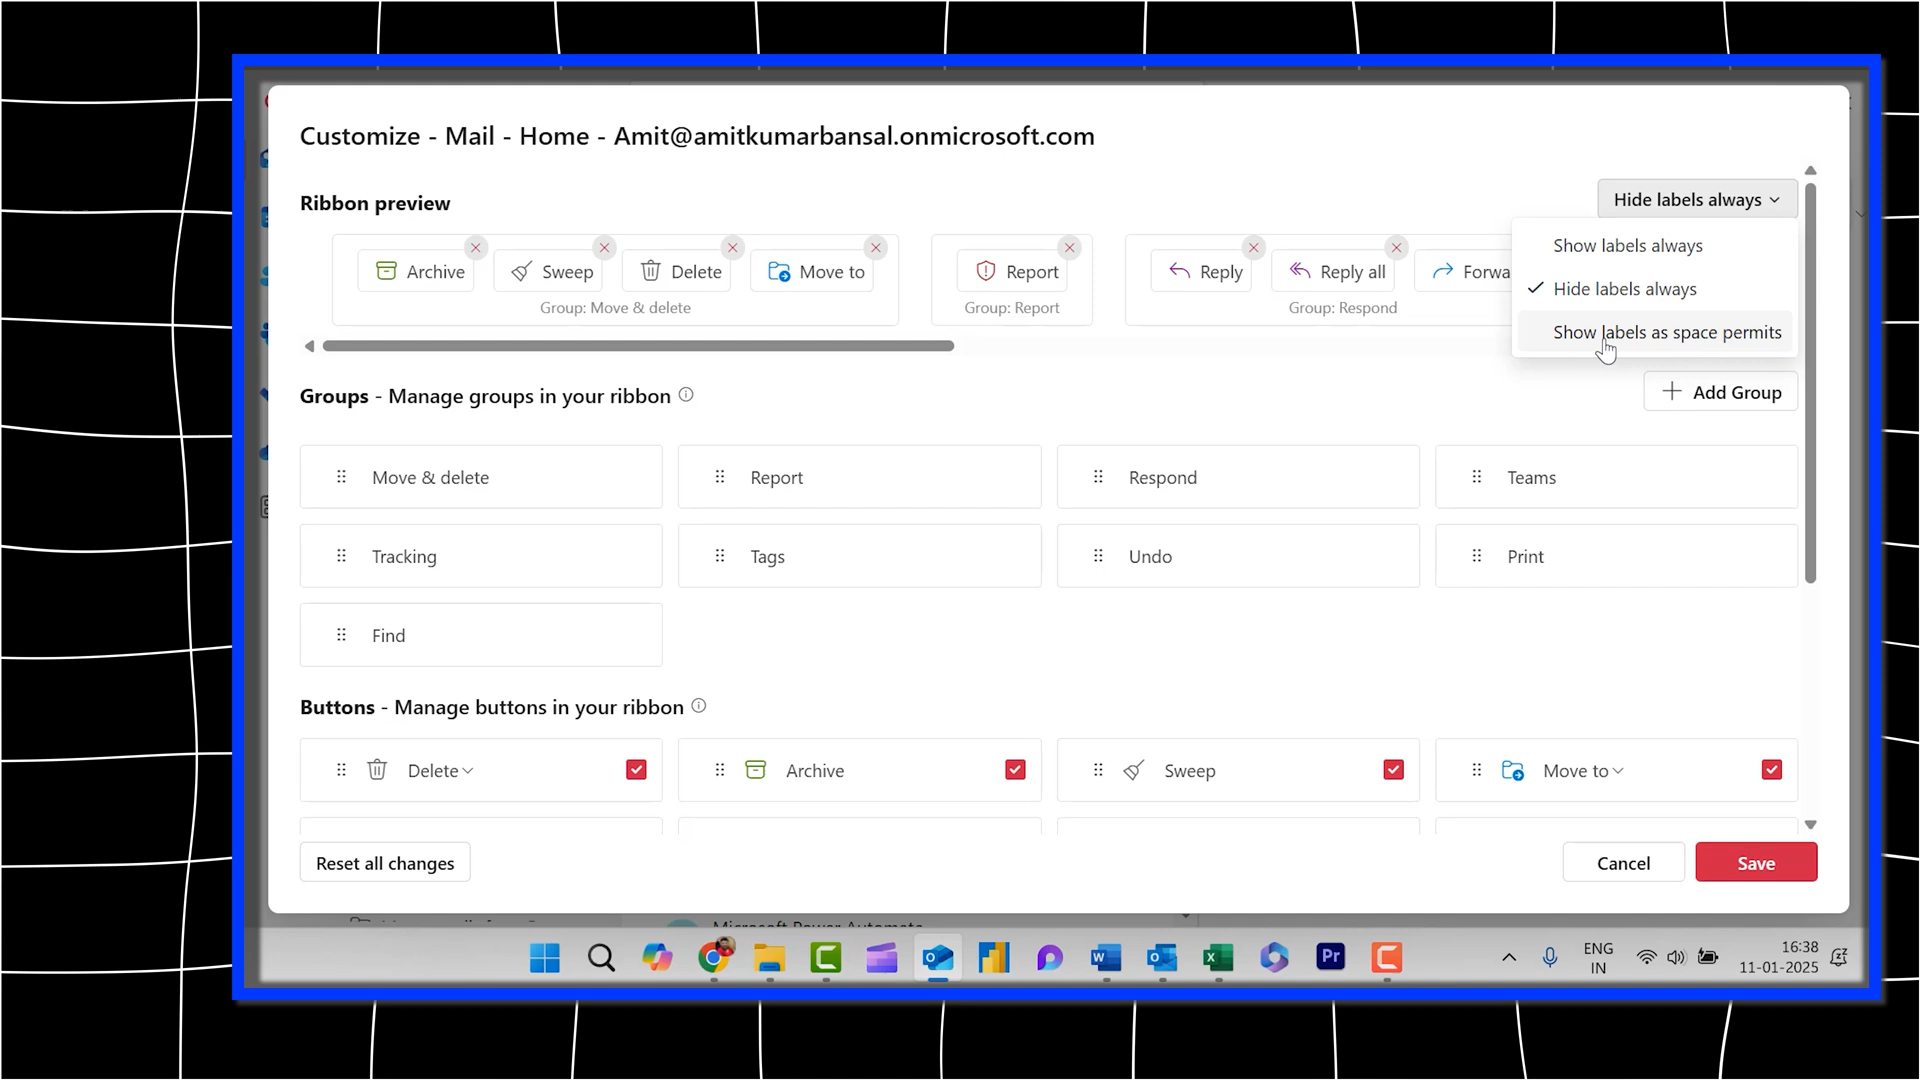 Customize - Mail - Home - Amit@amitkumarbansal.onmicrosoft.com
Ribbon preview
Hide labels always
Show labels always
Hide labels always
Show labels as space permits
Archive
Sweep
Delete
Move to
Group: Move & delete
Report
Group: Report
Reply
Reply all
Forwa
Group: Respond
Groups - Manage groups in your ribbon
Add Group
Move & delete
Report
Respond
Teams
Tracking
Tags
Undo
Print
Find
Buttons - Manage buttons in your ribbon
Delete
Archive
Sweep
Move to
Reset all changes
Cancel
Save
Microsoft Power Automate
ENG
IN
16:38
11-01-2025
Pr